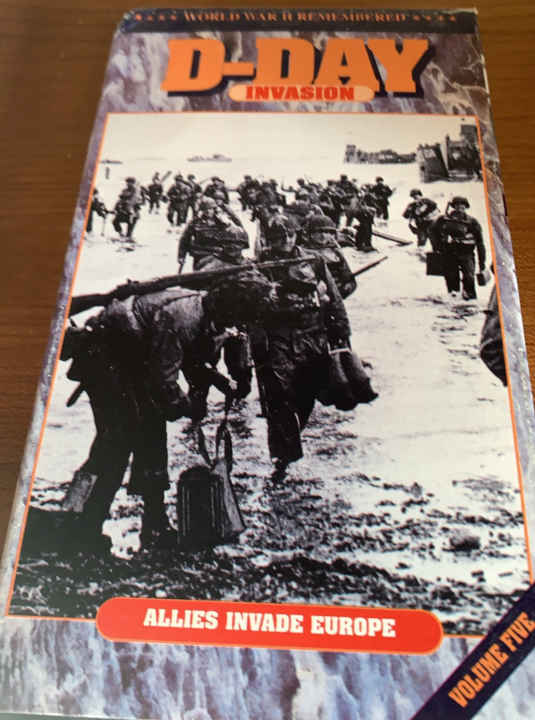 WORLD WAR II REMEMBERED
D-DAY
INVASION
ALLIES INVADE EUROPE
VOLUME FIVE